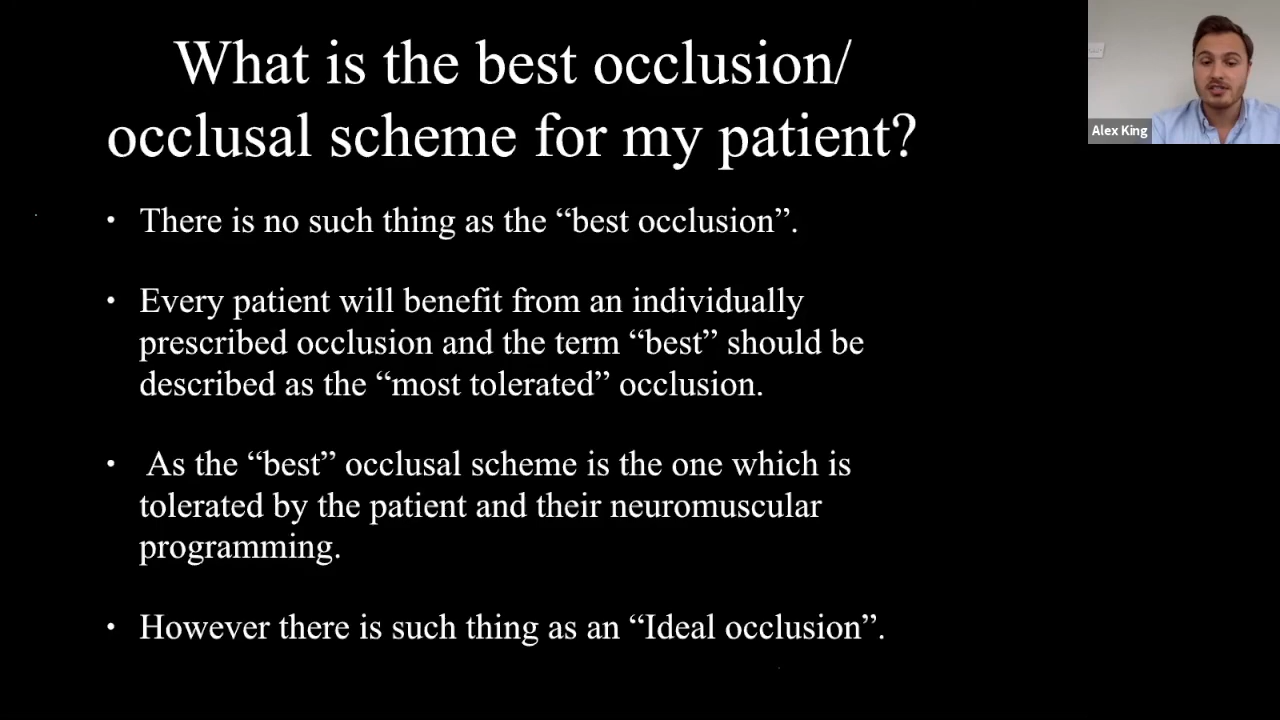 What is the best occlusion/
occlusal scheme for my patient?
• There is no such thing as the “best occlusion”.
• Every patient will benefit from an individually
prescribed occlusion and the term “best” should be
described as the “most tolerated” occlusion.
• As the “best” occlusal scheme is the one which is
tolerated by the patient and their neuromuscular
programming.
• However there is such thing as an “Ideal occlusion”.
Alex King